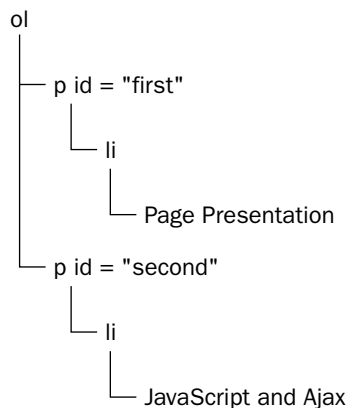 ol
p id = "first"
li
Page Presentation
p id = "second"
li
JavaScript and Ajax